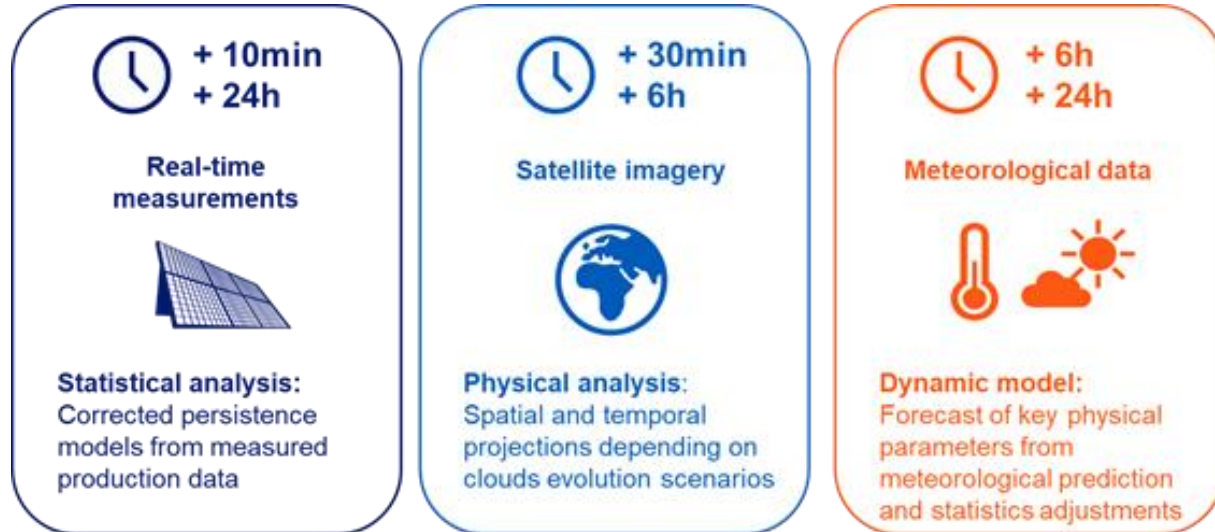 + 10min
+ 24h
Real-time
measurements
Statistical analysis:
Corrected persistence
models from measured
production data
+ 30min
+ 6h
Satellite imagery
Physical analysis:
Spatial and temporal
projections depending on
clouds evolution scenarios
+ 6h
+ 24h
Meteorological data
Dynamic model:
Forecast of key physical
parameters from
meteorological prediction
and statistics adjustments